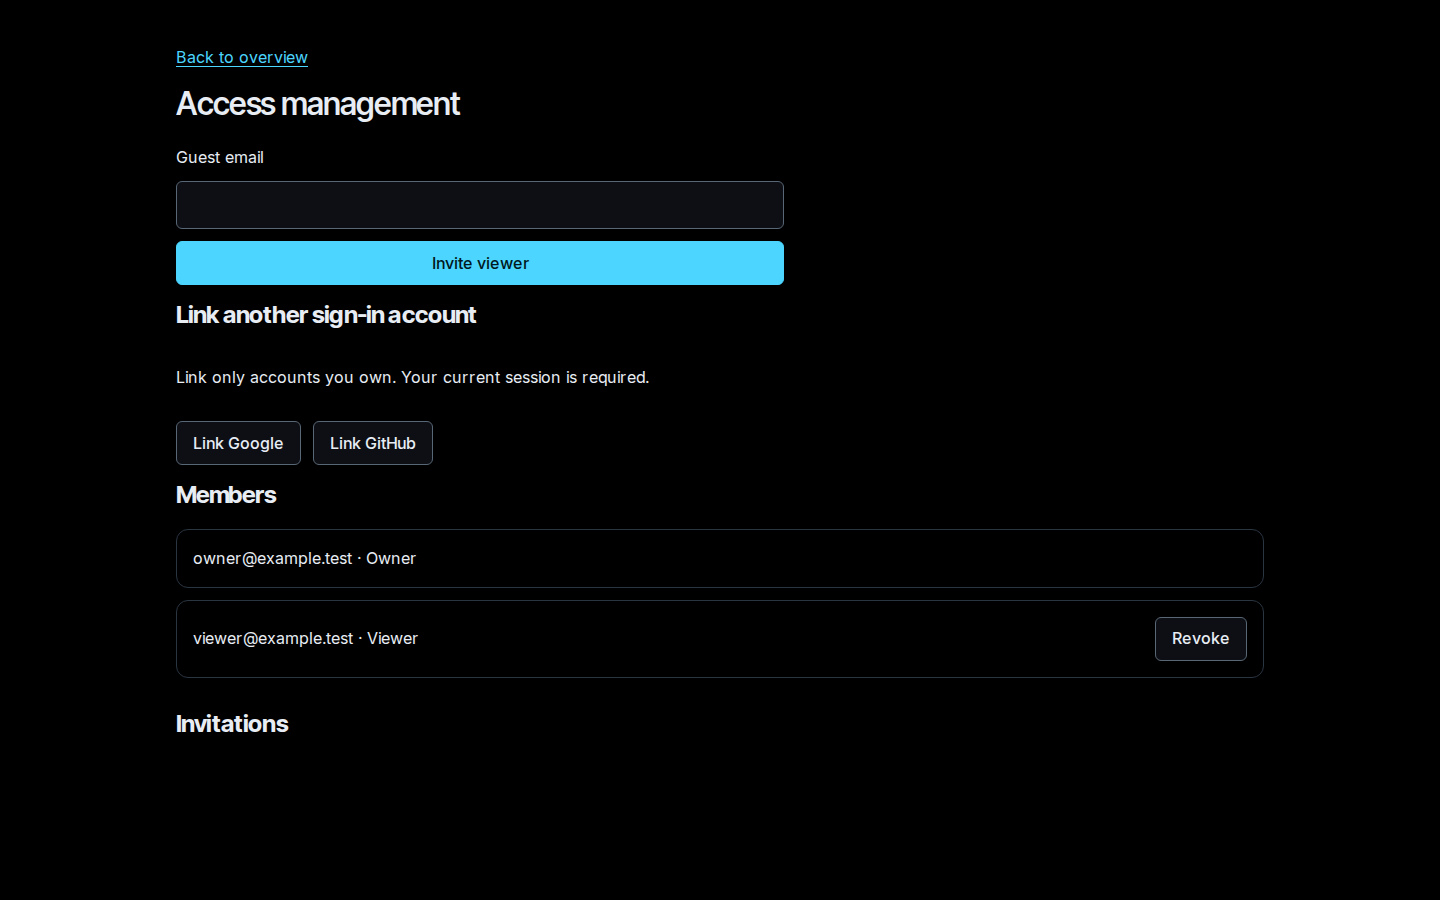 Back to overview
Access management
Guest email
Invite viewer
Link another sign-in account
Link only accounts you own. Your current session is required.
Link Google
Link GitHub
Members
owner@example.test · Owner
viewer@example.test · Viewer
Revoke
Invitations